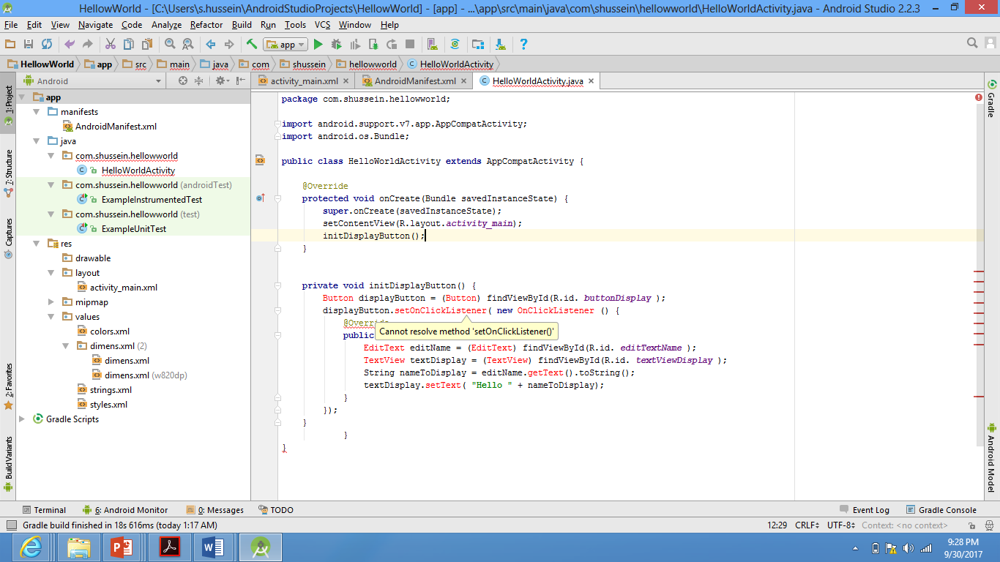 HellowWorld - [C:\Users\s.hussein\AndroidStudioProjects\HellowWorld] - [app] - ...\app\src\main\java\com\shussein\hellowworld\HelloWorldActivity.java - Android Studio 2.2.3
File Edit View Navigate Code Analyze Refactor Build Run Tools VCS Window Help
app
HellowWorld app src main java com shussein hellowworld HelloWorldActivity
Android
activity_main.xml AndroidManifest.xml HelloWorldActivity.java
1: Project
7: Structure
Captures
2: Favorites
Build Variants
app
manifests
AndroidManifest.xml
java
com.shussein.hellowworld
HelloWorldActivity
com.shussein.hellowworld (androidTest)
ExampleInstrumentedTest
com.shussein.hellowworld (test)
ExampleUnitTest
res
drawable
layout
activity_main.xml
mipmap
values
colors.xml
dimens.xml (2)
dimens.xml
dimens.xml (w820dp)
strings.xml
styles.xml
Gradle Scripts
package com.shussein.hellowworld;
import android.support.v7.app.AppCompatActivity;
import android.os.Bundle;
public class HelloWorldActivity extends AppCompatActivity {
@Override
protected void onCreate(Bundle savedInstanceState) {
super.onCreate(savedInstanceState);
setContentView(R.layout.activity_main);
initDisplayButton();
}
private void initDisplayButton() {
Button displayButton = (Button) findViewById(R.id. buttonDisplay );
displayButton.setOnClickListener( new OnClickListener () {
@Override
Cannot resolve method 'setOnClickListener()'
public
EditText editName = (EditText) findViewById(R.id. editTextName );
TextView textDisplay = (TextView) findViewById(R.id. textViewDisplay );
String nameToDisplay = editName.getText().toString();
textDisplay.setText( "Hello " + nameToDisplay);
}
});
}
}
}
Gradle
Android Model
Terminal 6: Android Monitor 0: Messages TODO Event Log Gradle Console
Gradle build finished in 18s 616ms (today 1:17 AM) 12:29 CRLF UTF-8 Context: <no context>
9:28 PM
9/30/2017